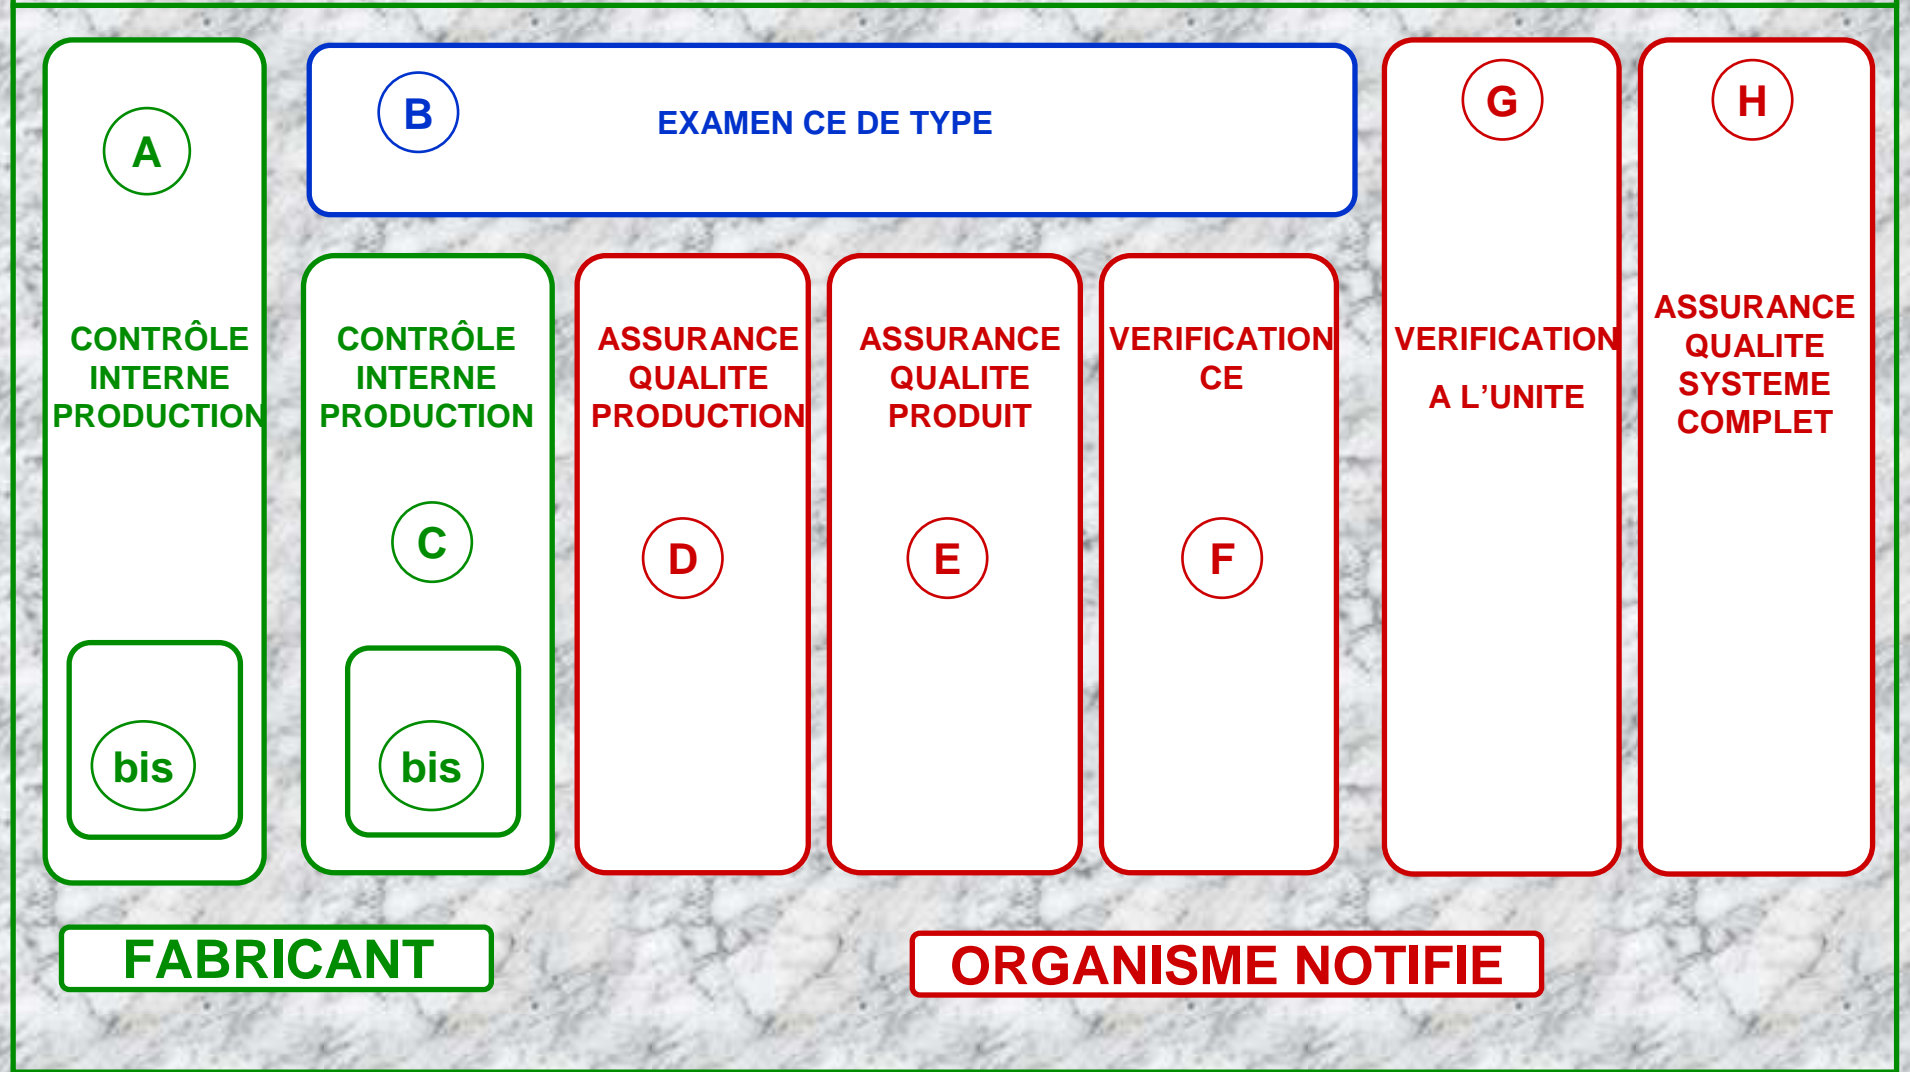 A
CONTRÔLE
INTERNE
PRODUCTION
bis
B
EXAMEN CE DE TYPE
CONTRÔLE
INTERNE
PRODUCTION
C
bis
ASSURANCE
QUALITE
PRODUCTION
D
ASSURANCE
QUALITE
PRODUIT
E
VERIFICATION
CE
F
G
VERIFICATION
A L’UNITE
H
ASSURANCE
QUALITE
SYSTEME
COMPLET
FABRICANT
ORGANISME NOTIFIE